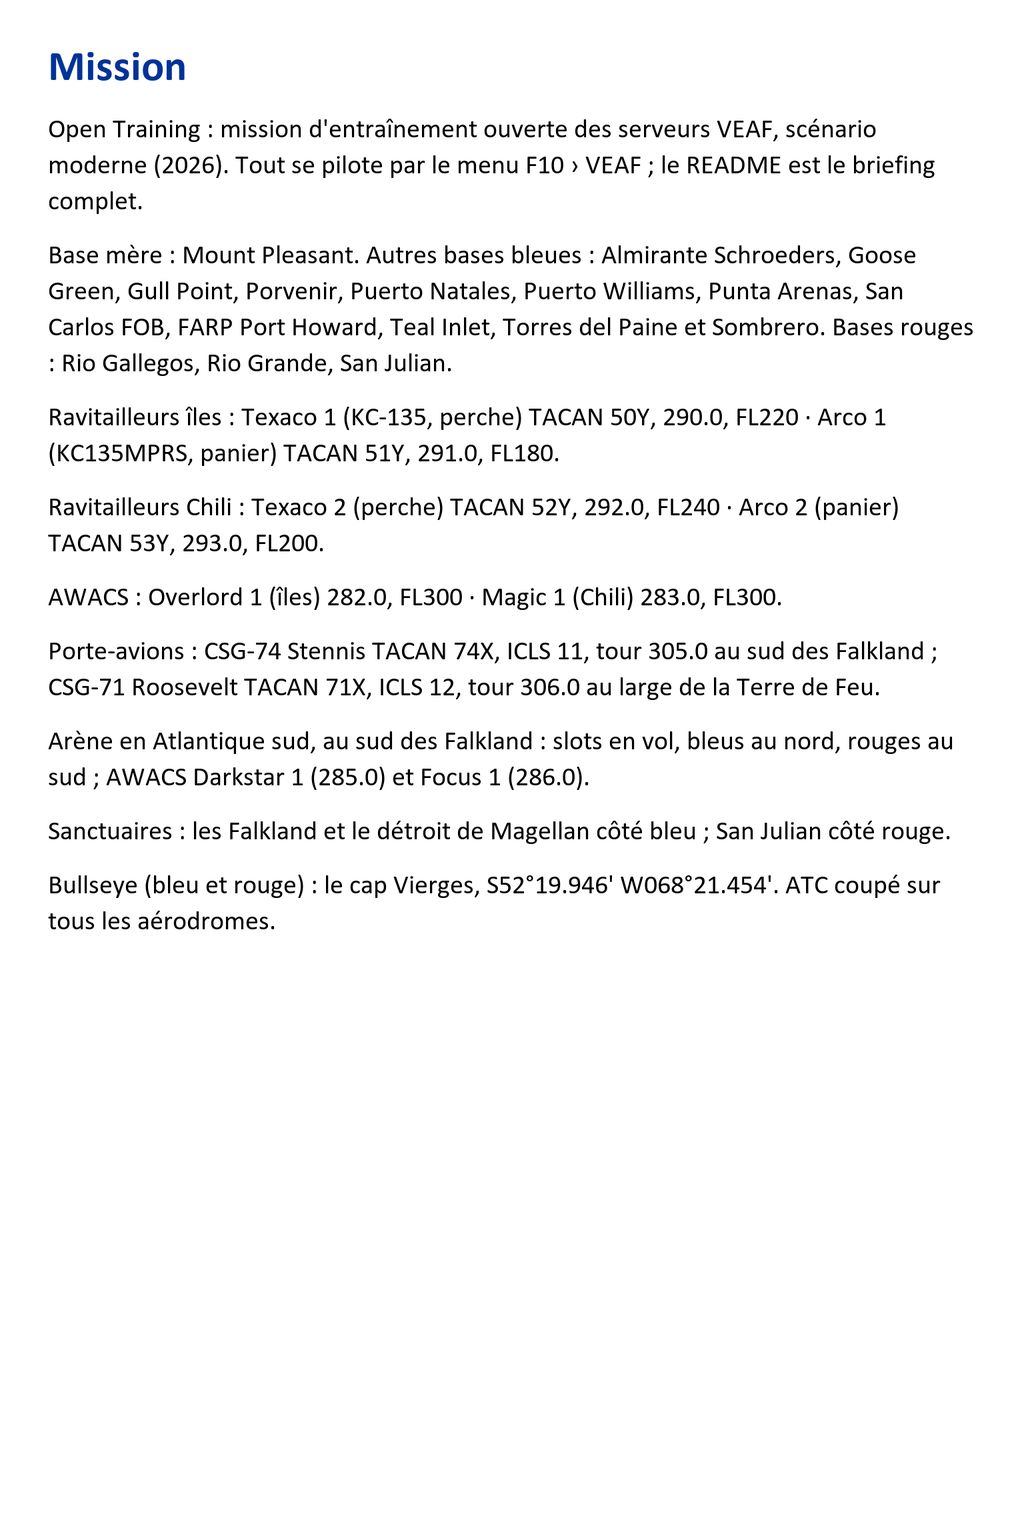 Mission
Open Training : mission d'entraînement ouverte des serveurs VEAF, scénario
moderne (2026). Tout se pilote par le menu F10 › VEAF ; le README est le briefing
complet.
Base mère : Mount Pleasant. Autres bases bleues : Almirante Schroeders, Goose
Green, Gull Point, Porvenir, Puerto Natales, Puerto Williams, Punta Arenas, San
Carlos FOB, FARP Port Howard, Teal Inlet, Torres del Paine et Sombrero. Bases rouges
: Rio Gallegos, Rio Grande, San Julian.
Ravitailleurs îles : Texaco 1 (KC-135, perche) TACAN 50Y, 290.0, FL220 · Arco 1
(KC135MPRS, panier) TACAN 51Y, 291.0, FL180.
Ravitailleurs Chili : Texaco 2 (perche) TACAN 52Y, 292.0, FL240 · Arco 2 (panier)
TACAN 53Y, 293.0, FL200.
AWACS : Overlord 1 (îles) 282.0, FL300 · Magic 1 (Chili) 283.0, FL300.
Porte-avions : CSG-74 Stennis TACAN 74X, ICLS 11, tour 305.0 au sud des Falkland ;
CSG-71 Roosevelt TACAN 71X, ICLS 12, tour 306.0 au large de la Terre de Feu.
Arène en Atlantique sud, au sud des Falkland : slots en vol, bleus au nord, rouges au
sud ; AWACS Darkstar 1 (285.0) et Focus 1 (286.0).
Sanctuaires : les Falkland et le détroit de Magellan côté bleu ; San Julian côté rouge.
Bullseye (bleu et rouge) : le cap Vierges, S52°19.946' W068°21.454'. ATC coupé sur
tous les aérodromes.